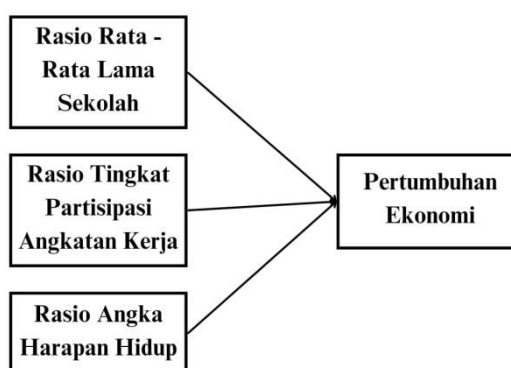 Rasio Rata -
Rata Lama
Sekolah
Rasio Tingkat
Partisipasi
Angkatan Kerja
Rasio Angka
Harapan Hidup
Pertumbuhan
Ekonomi